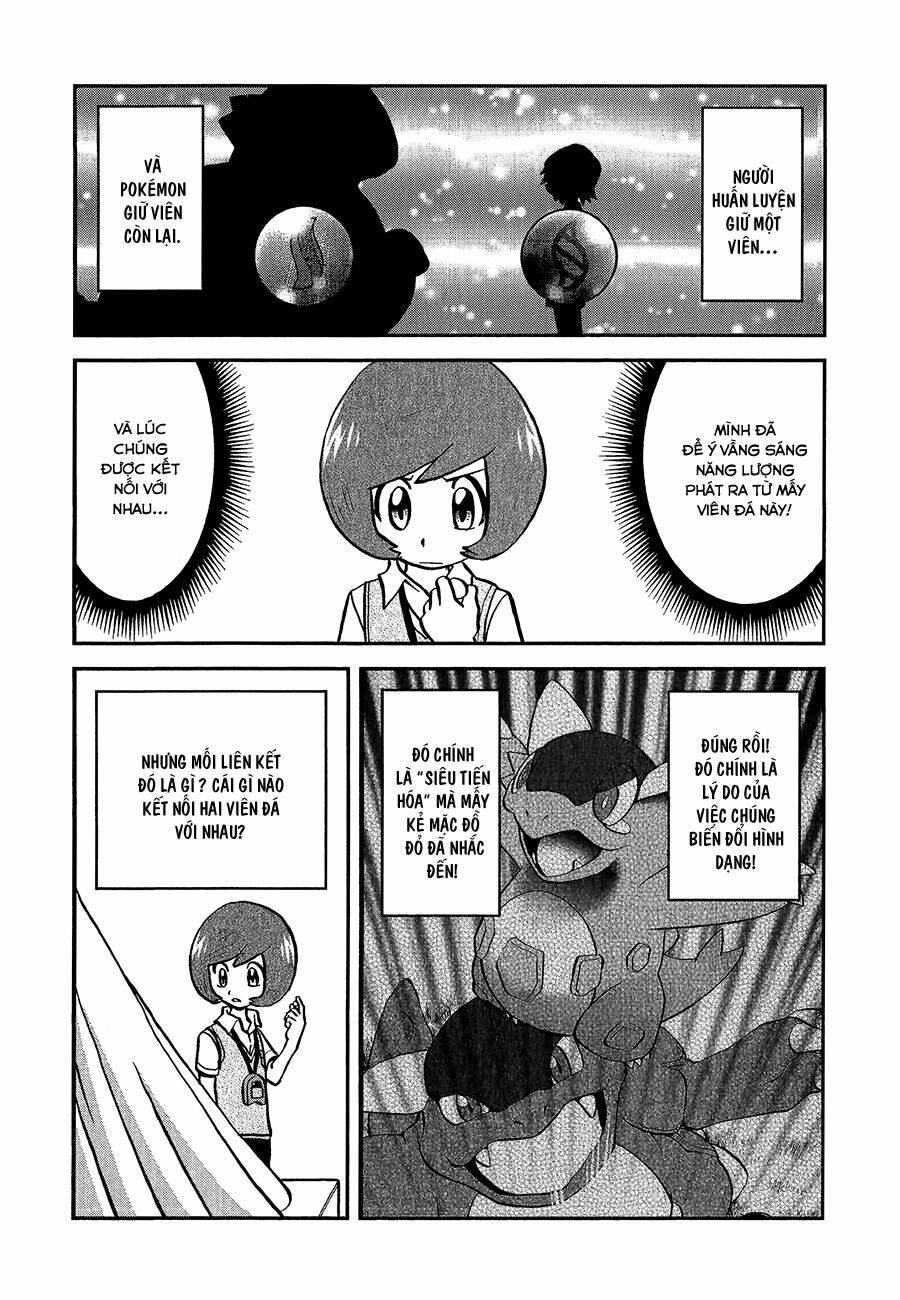 NGƯỜI
HUẤN LUYỆN
GIỮ MỘT
VIÊN...
VÀ
POKÉMON
GIỮ VIÊN
CÒN LẠI.
MÌNH ĐÃ
ĐỂ Ý VẦNG SÁNG
NĂNG LƯỢNG
PHÁT RA TỪ MẤY
VIÊN ĐÁ NÀY!
VÀ LÚC
CHÚNG
ĐƯỢC KẾT
NỐI VỚI
NHAU...
ĐÚNG RỒI!
ĐÓ CHÍNH LÀ
LÝ DO CỦA
VIỆC CHÚNG
BIẾN ĐỔI HÌNH
DẠNG!
ĐÓ CHÍNH
LÀ "SIÊU TIẾN
HÓA" MÀ MẤY
KẺ MẶC ĐỒ
ĐỎ ĐÃ NHẮC
ĐẾN!
NHƯNG MỐI LIÊN KẾT
ĐÓ LÀ GÌ? CÁI GÌ NÀO
KẾT NỐI HAI VIÊN ĐÁ
VỚI NHAU?